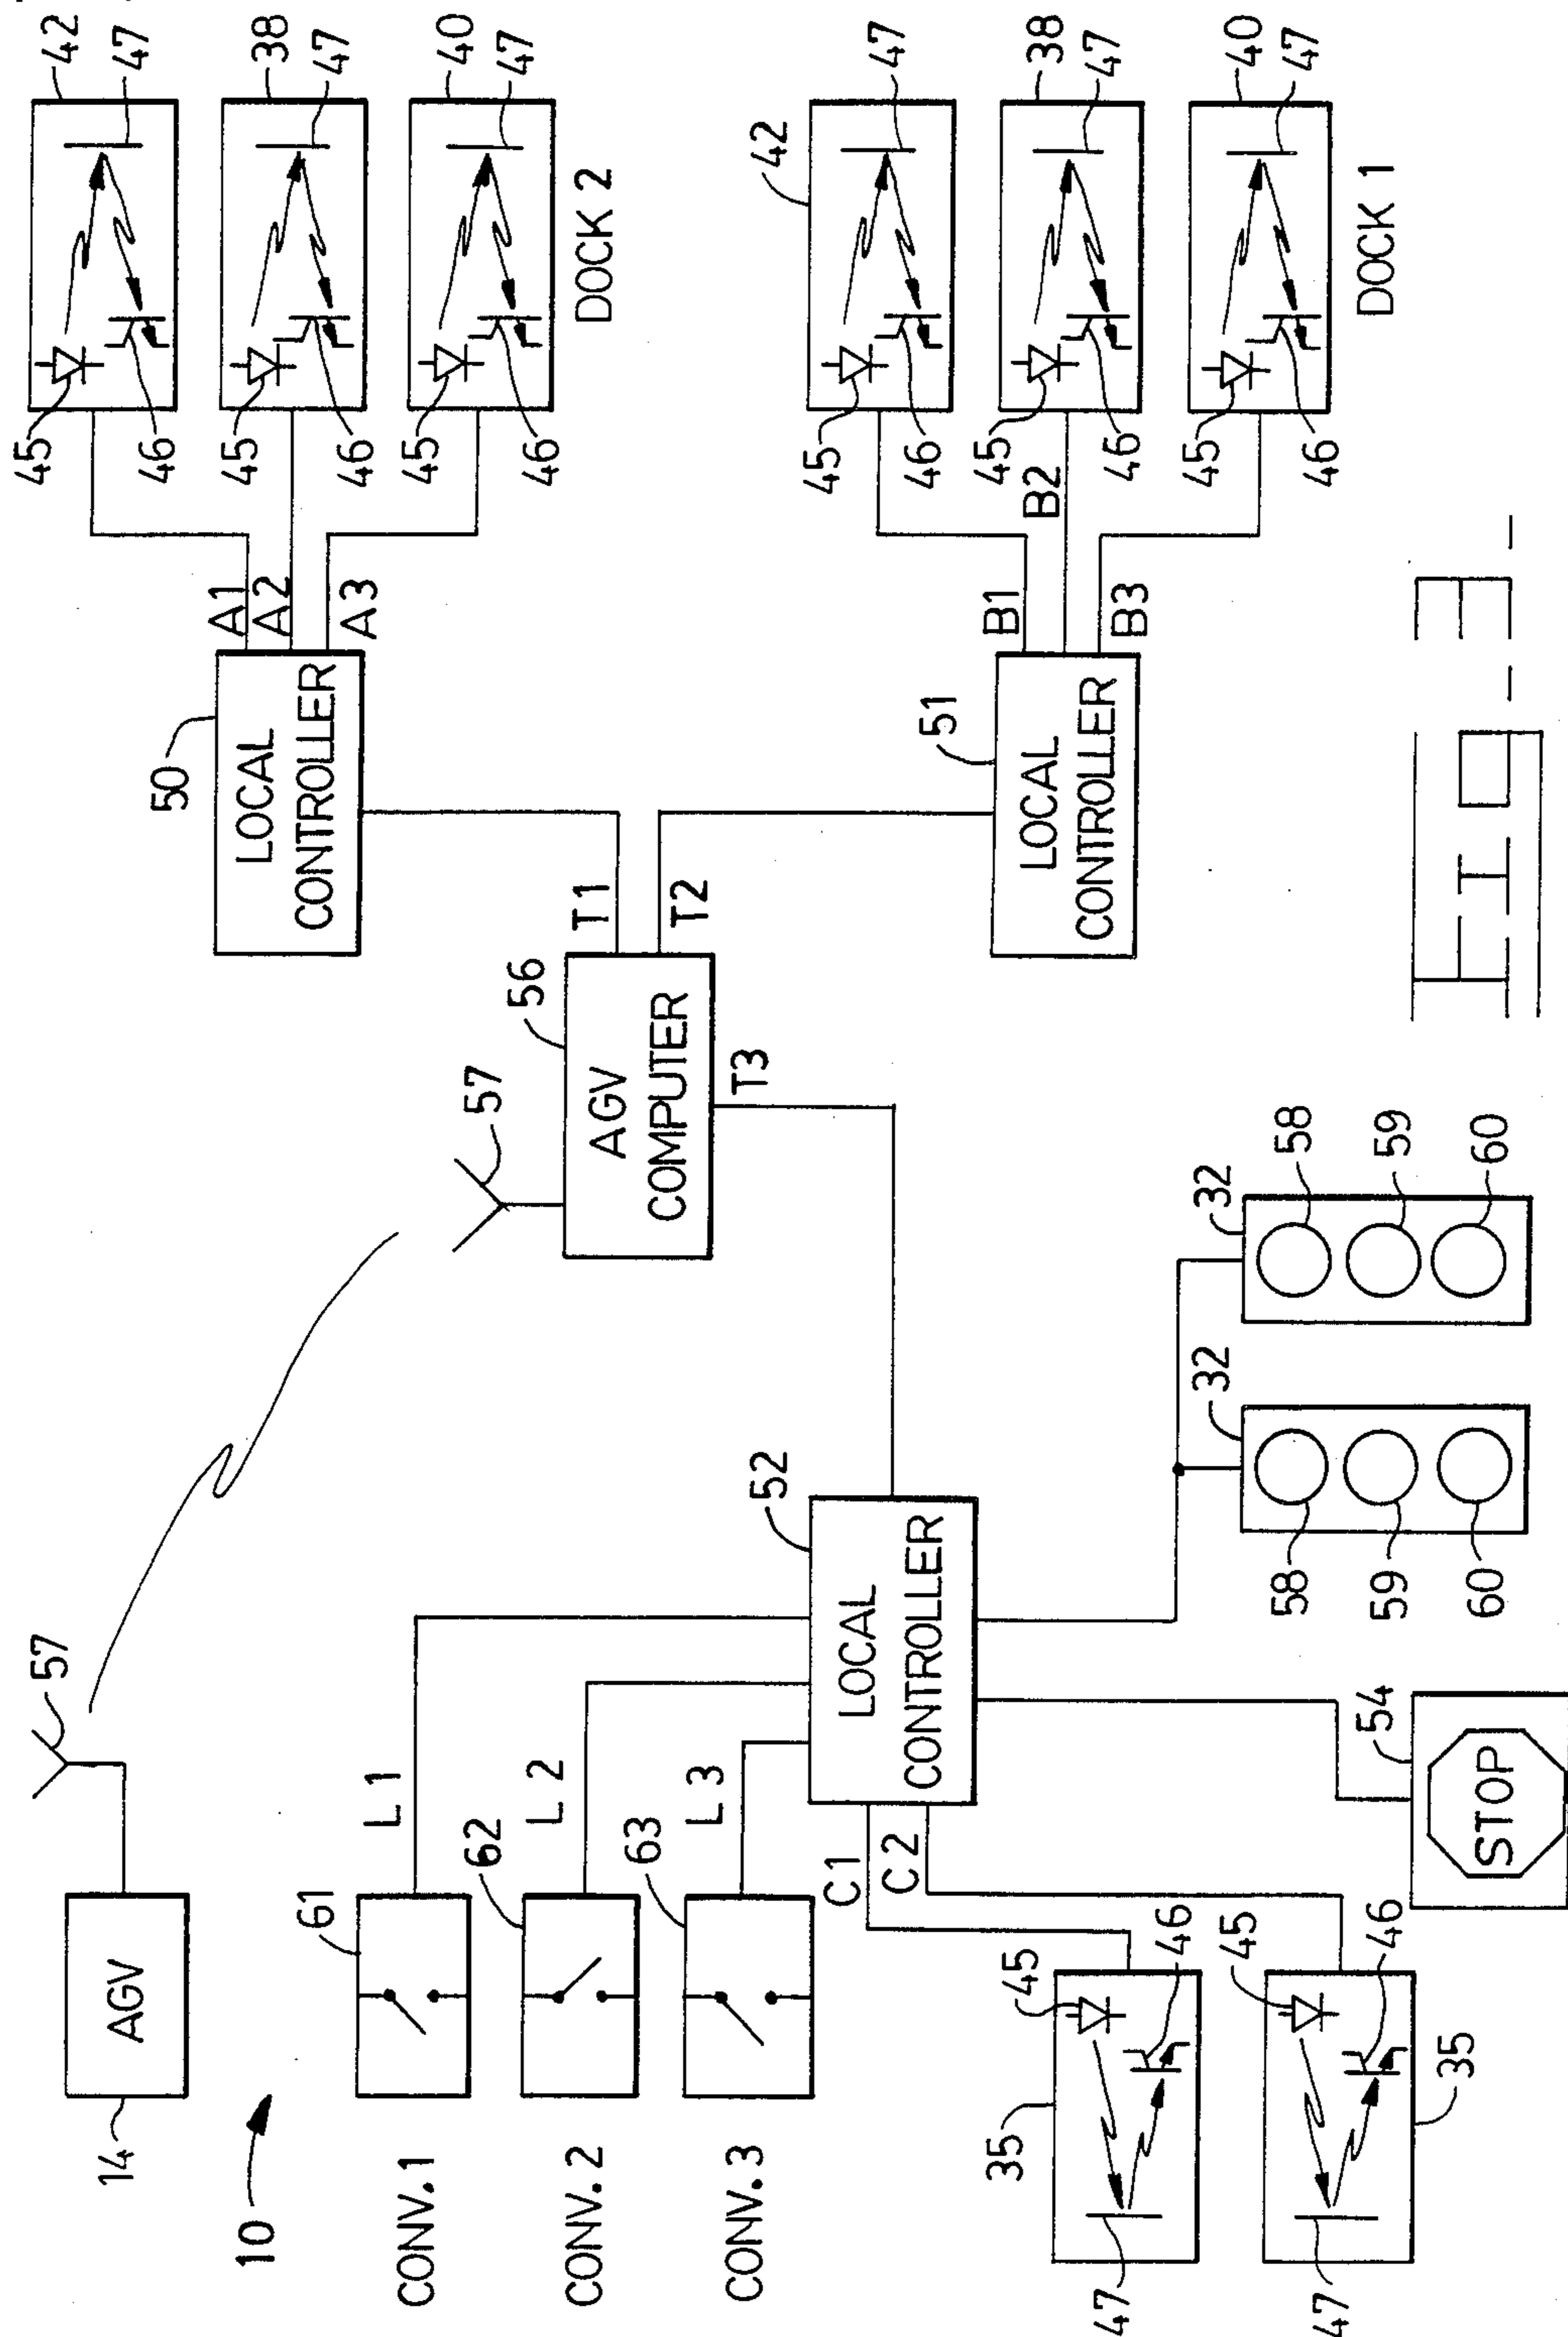 10
14
AGV
57
57
CONV.1
61
L1
CONV.2
62
L2
CONV.3
63
L3
C1
C2
52
LOCAL
CONTROLLER
35
47
45
46
35
47
45
46
54
STOP
32
58
59
60
32
58
59
60
56
AGV
COMPUTER
T1
T2
T3
50
LOCAL
CONTROLLER
A1
A2
A3
45
46
42
47
45
46
38
47
45
46
40
47
DOCK 2
51
LOCAL
CONTROLLER
B1
B2
B3
45
46
42
47
45
46
38
47
45
46
40
47
DOCK 1